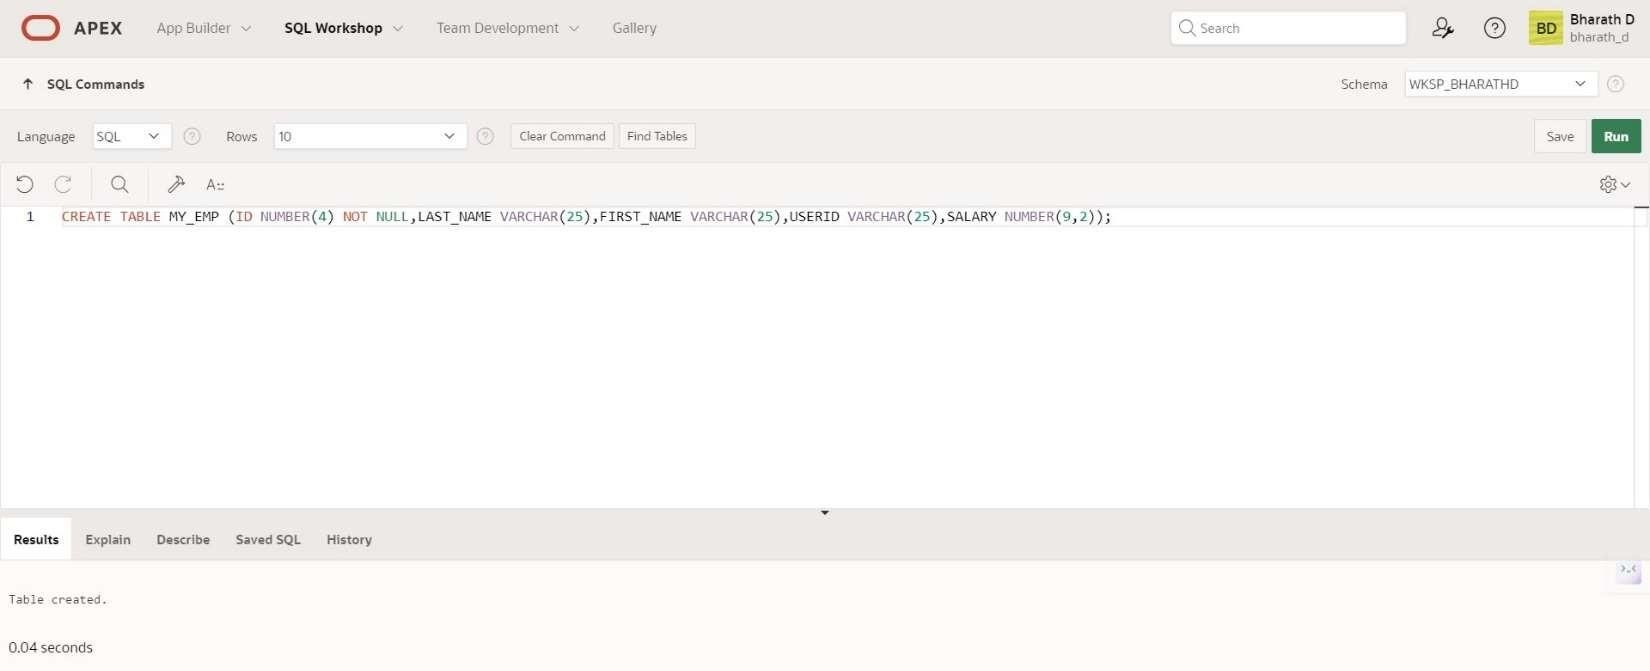 APEX App Builder SQL Workshop Team Development Gallery Search BD Bharath D
bharath_d
SQL Commands Schema WKSP_BHARATHD
Language SQL Rows 10 Clear Command Find Tables Save Run
A::
1 CREATE TABLE MY_EMP (ID NUMBER(4) NOT NULL,LAST_NAME VARCHAR(25),FIRST_NAME VARCHAR(25),USERID VARCHAR(25),SALARY NUMBER(9,2));
Results Explain Describe Saved SQL History
Table created.
0.04 seconds